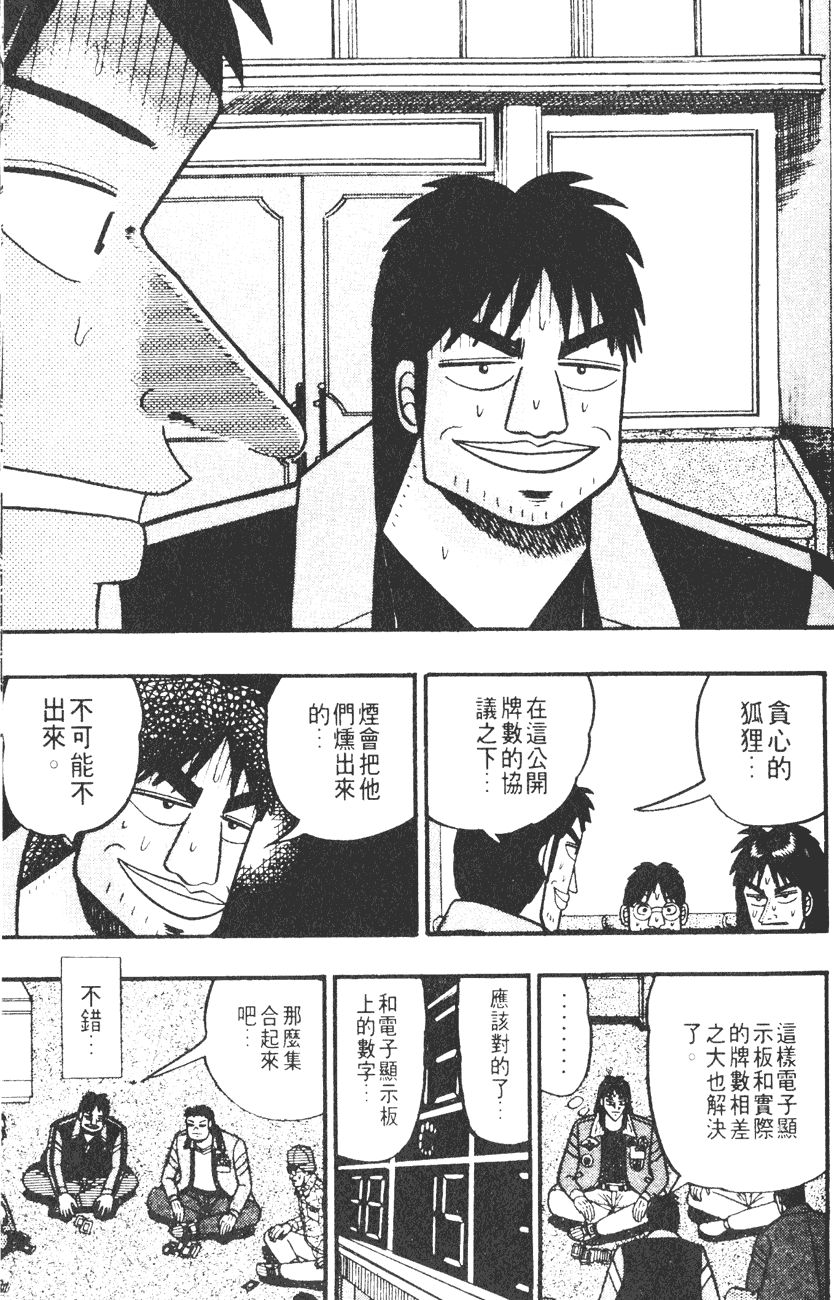 貪心的
狐狸…
在這公開
牌數的協
議之下…
煙會把他
們燻出來
的…
不可能不
出來。
這樣電子顯
示板和實際
的牌數相差
之大也解決
了。
………
應該對的了…
和電子顯示板
上的數字…
那麼集
合起來
吧…
不錯…